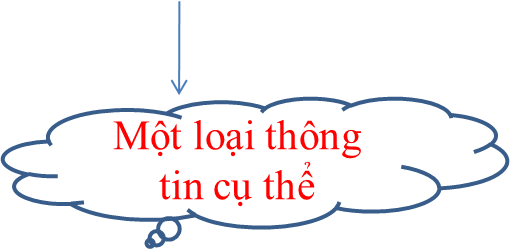 Một loại thông
tin cụ thể